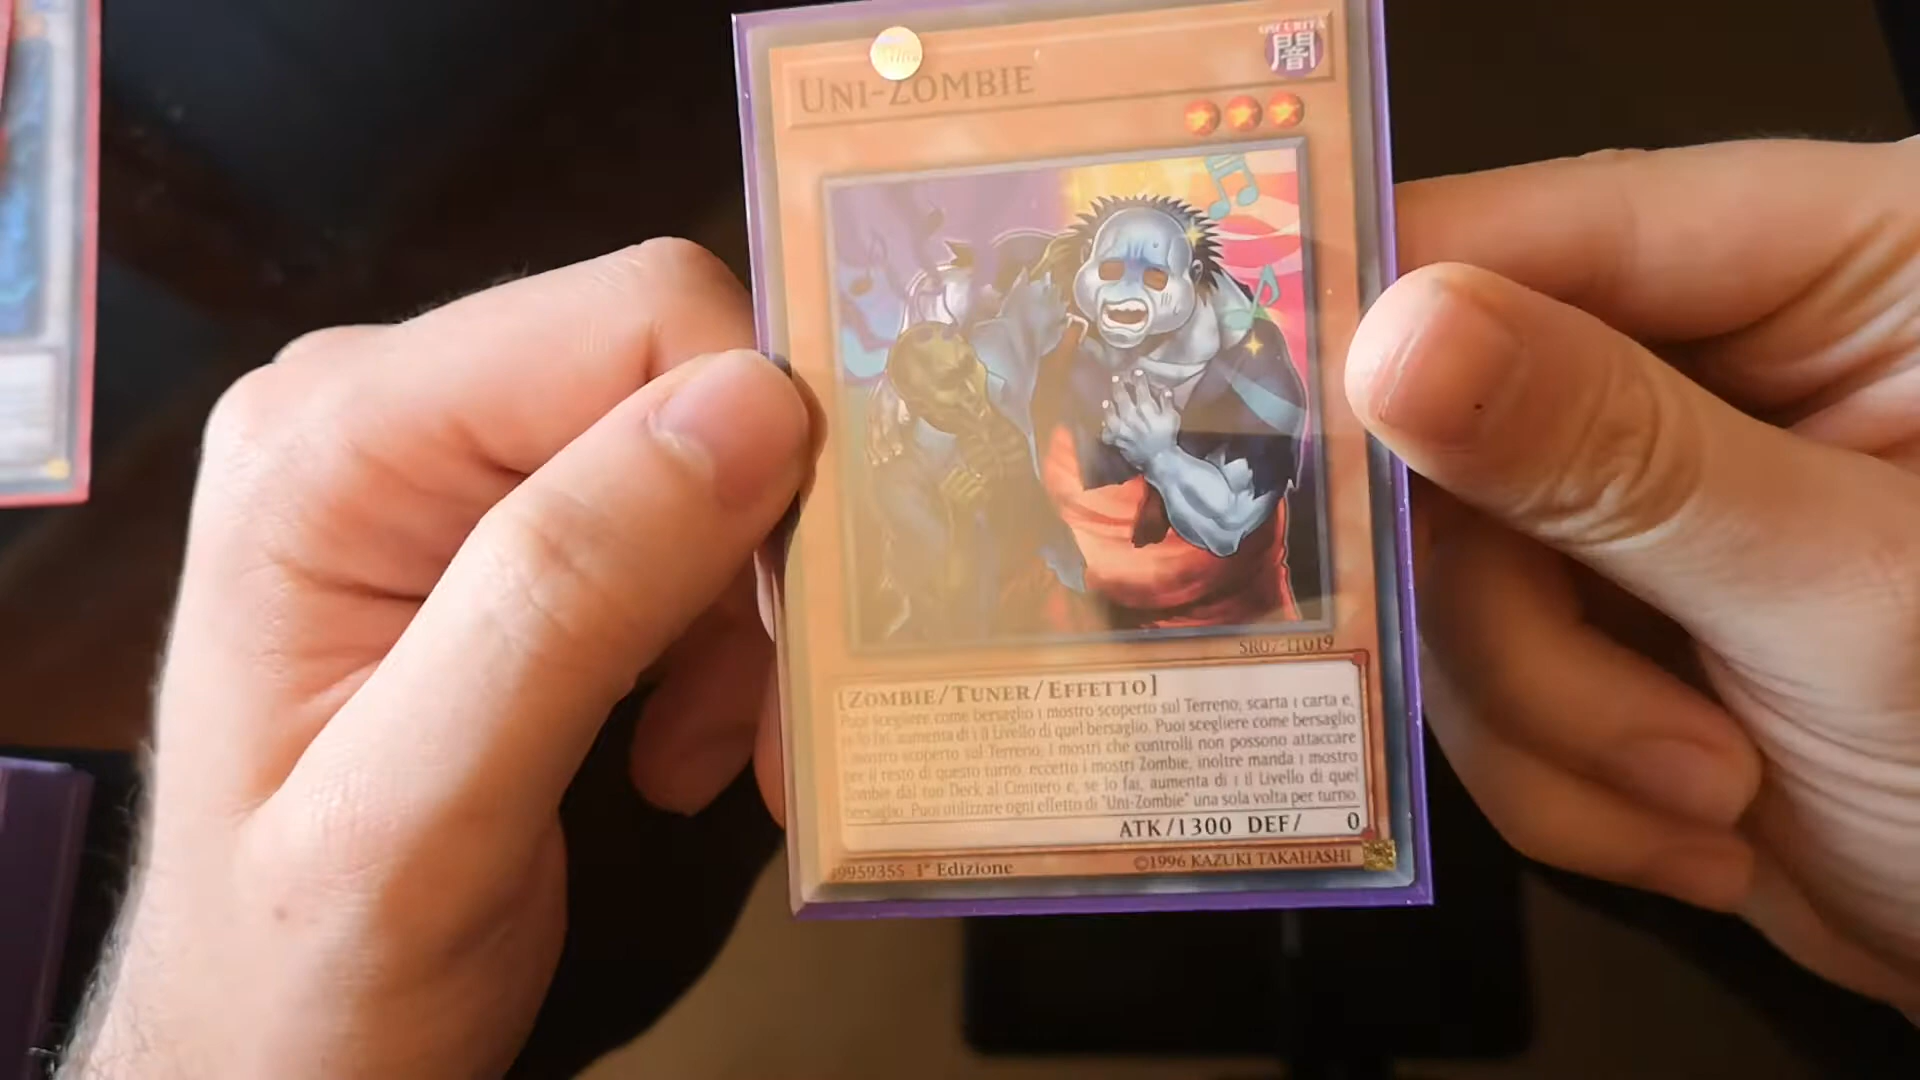 UNI-ZOMBIE
OSCURITÀ
闇
SR07-IT019
[ZOMBIE/TUNER/EFFETTO]
Puoi scegliere come bersaglio 1 mostro scoperto sul Terreno; scarta 1 carta e,
se lo fai, aumenta di 1 il Livello di quel bersaglio. Puoi scegliere come bersaglio
1 mostro scoperto sul Terreno; i mostri che controlli non possono attaccare
per il resto di questo turno, eccetto i mostri Zombie, inoltre manda 1 mostro
Zombie dal tuo Deck al Cimitero e, se lo fai, aumenta di 1 il Livello di quel
bersaglio. Puoi utilizzare ogni effetto di "Uni-Zombie" una sola volta per turno.
ATK/1300 DEF/ 0
49959355 1ª Edizione
©1996 KAZUKI TAKAHASHI